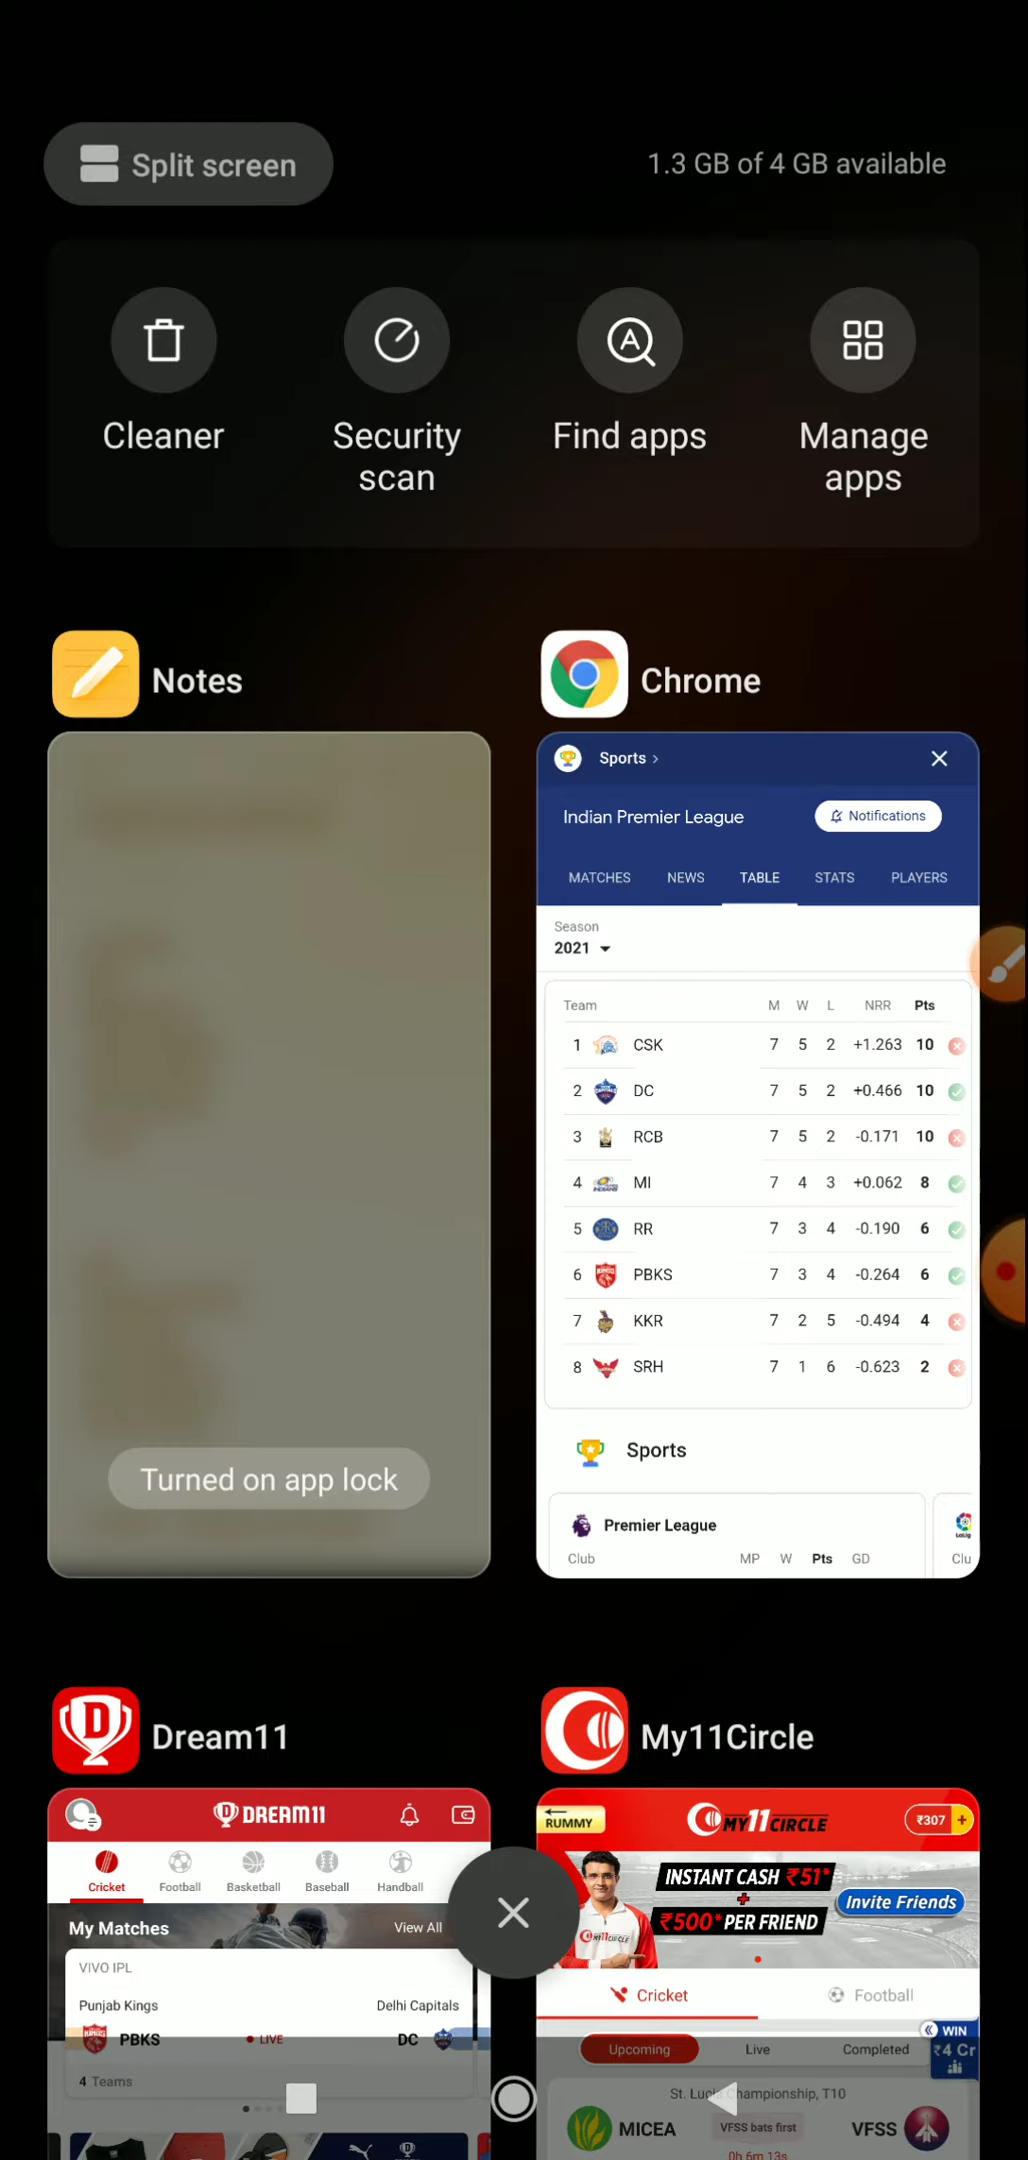 Split screen
1.3 GB of 4 GB available
Cleaner
Security scan
Find apps
Manage apps
Notes
Turned on app lock
Chrome
Sports ›
Indian Premier League
Notifications
MATCHES NEWS TABLE STATS PLAYERS
Season
2021
Team M W L NRR Pts
1 CSK 7 5 2 +1.263 10
2 DC 7 5 2 +0.466 10
3 RCB 7 5 2 -0.171 10
4 MI 7 4 3 +0.062 8
5 RR 7 3 4 -0.190 6
6 PBKS 7 3 4 -0.264 6
7 KKR 7 2 5 -0.494 4
8 SRH 7 1 6 -0.623 2
Sports
Premier League
Club MP W Pts GD
Clu
Dream11
DREAM11
Cricket Football Basketball Baseball Handball
My Matches View All
VIVO IPL
Punjab Kings Delhi Capitals
PBKS LIVE DC
4 Teams
My11Circle
RUMMY
MY11CIRCLE
₹307 +
INSTANT CASH ₹51*
+
₹500* PER FRIEND
Invite Friends
Cricket Football
WIN
₹4 Cr
Upcoming Live Completed
St. Lucia Championship, T10
MICEA VFSS bats first VFSS
0h 6m 13s